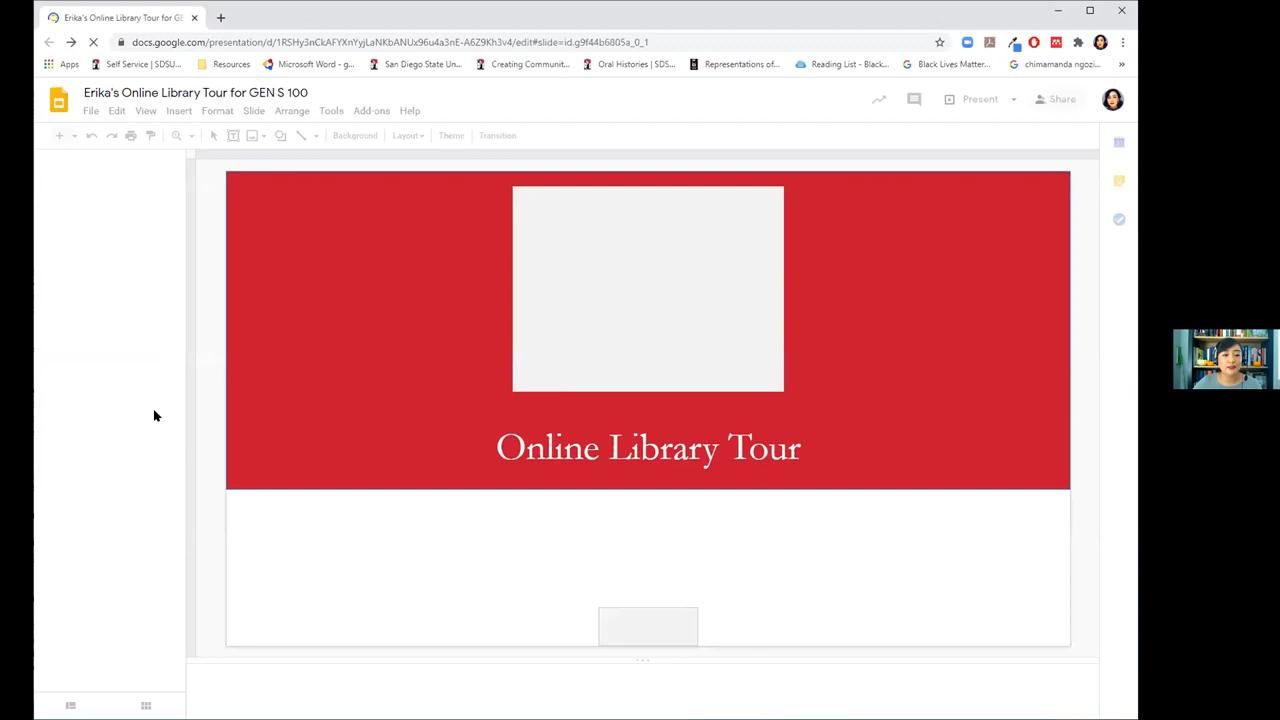 Erika's Online Library Tour for GE
docs.google.com/presentation/d/1RSHy3nCkAFYXnYvjLaNKbANUx96u4a3nE-A6Z9Kh3v4/edit#slide=id.g9f44b6805a_0_1
Apps Self Service | SDSU... Resources Microsoft Word - g... San Diego State Un... Creating Communit... Oral Histories | SDS... Representations of... Reading List - Black... Black Lives Matter... chimamanda ngozi... »
Erika's Online Library Tour for GEN S 100
File Edit View Insert Format Slide Arrange Tools Add-ons Help
Present Share
Background Layout Theme Transition
Online Library Tour